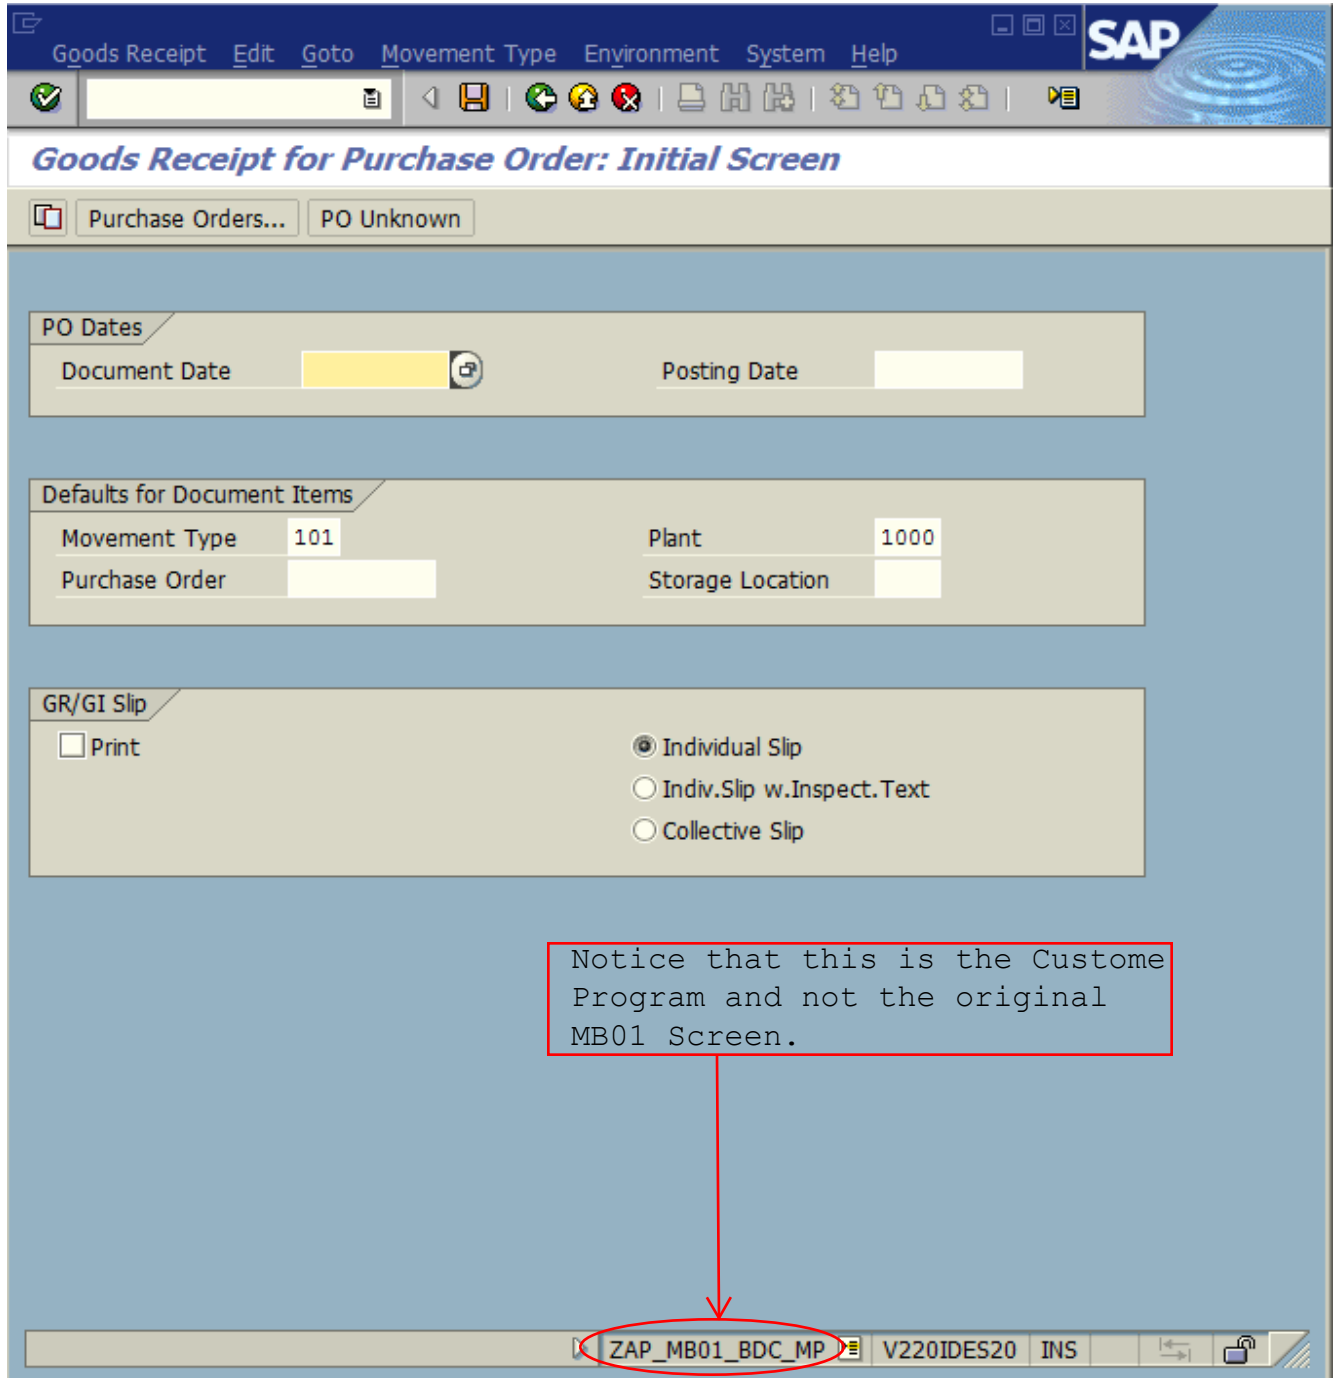 Goods Receipt Edit Goto Movement Type Environment System Help
SAP
Goods Receipt for Purchase Order: Initial Screen
Purchase Orders... PO Unknown
PO Dates
Document Date Posting Date
Defaults for Document Items
Movement Type 101 Plant 1000
Purchase Order Storage Location
GR/GI Slip
Print Individual Slip
Indiv.Slip w.Inspect.Text
Collective Slip
Notice that this is the Custome
Program and not the original
MB01 Screen.
ZAP_MB01_BDC_MP V220IDES20 INS